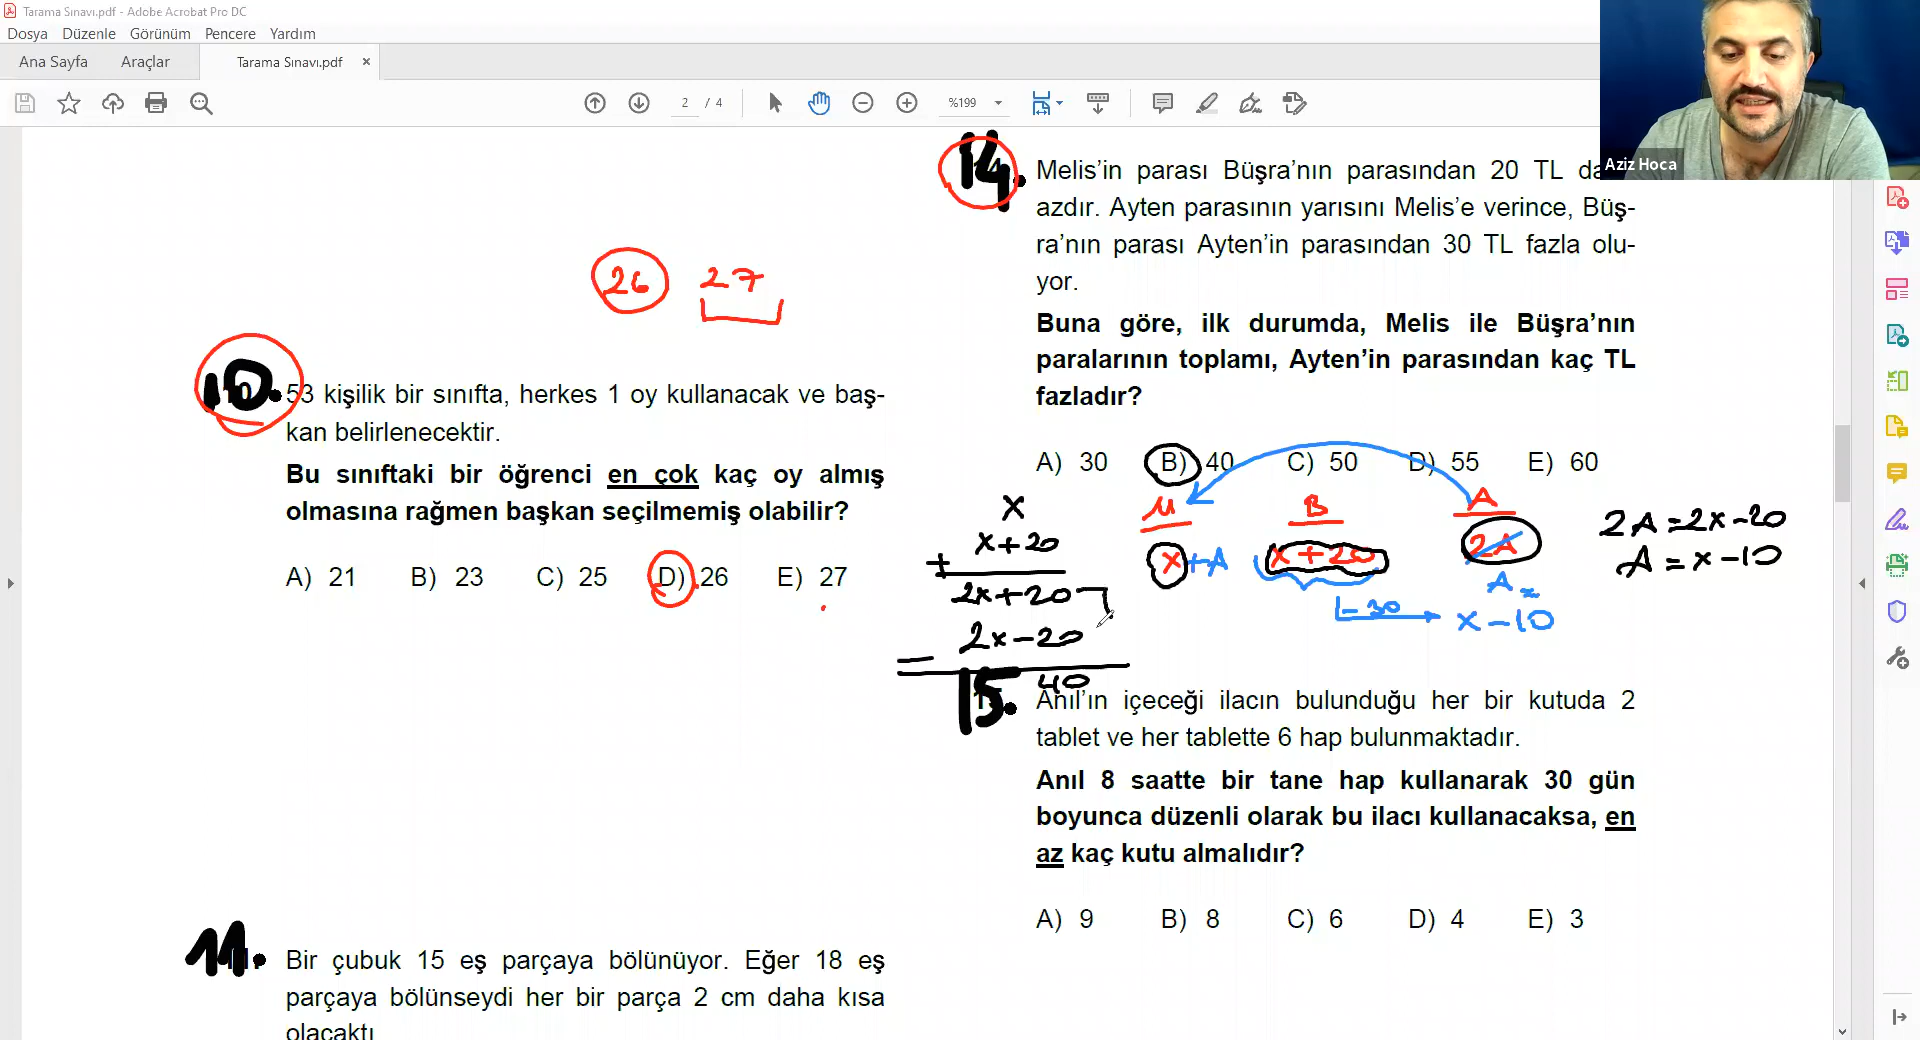 Tarama Sınavı.pdf - Adobe Acrobat Pro DC
Dosya Düzenle Görünüm Pencere Yardım
Ana Sayfa Araçlar Tarama Sınavı.pdf ×
2 / 4 %199
Aziz Hoca
26 27
10. 53 kişilik bir sınıfta, herkes 1 oy kullanacak ve baş-
kan belirlenecektir.
Bu sınıftaki bir öğrenci en çok kaç oy almış
olmasına rağmen başkan seçilmemiş olabilir?
A) 21 B) 23 C) 25 D) 26 E) 27
11. Bir çubuk 15 eş parçaya bölünüyor. Eğer 18 eş
parçaya bölünseydi her bir parça 2 cm daha kısa
olacaktı
14. Melis'in parası Büşra'nın parasından 20 TL
azdır. Ayten parasının yarısını Melis'e verince, Büş-
ra'nın parası Ayten'in parasından 30 TL fazla olu-
yor.
Buna göre, ilk durumda, Melis ile Büşra'nın
paralarının toplamı, Ayten'in parasından kaç TL
fazladır?
A) 30 B) 40 C) 50 D) 55 E) 60
M B A
x+A x+20 2A
A =
-30 x-10
2A=2x-20
A=x-10
x
+ x+20
2x+20
2x-20
40
15. Anıl'ın içeceği ilacın bulunduğu her bir kutuda 2
tablet ve her tablette 6 hap bulunmaktadır.
Anıl 8 saatte bir tane hap kullanarak 30 gün
boyunca düzenli olarak bu ilacı kullanacaksa, en
az kaç kutu almalıdır?
A) 9 B) 8 C) 6 D) 4 E) 3